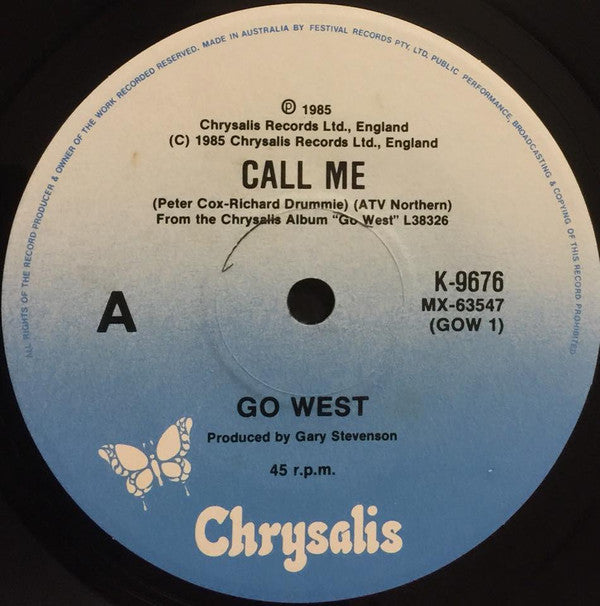 ALL RIGHTS OF THE RECORD PRODUCER & OWNER OF THE WORK RECORDED RESERVED. MADE IN AUSTRALIA BY FESTIVAL RECORDS PTY, LTD. PUBLIC PERFORMANCE, BROADCASTING & COPYING OF THIS RECORD PROHIBITED
℗ 1985
Chrysalis Records Ltd., England
(C) 1985 Chrysalis Records Ltd., England
CALL ME
(Peter Cox-Richard Drummie) (ATV Northern)
From the Chrysalis Album "Go West" L38326
A
K-9676
MX-63547
(GOW 1)
GO WEST
Produced by Gary Stevenson
45 r.p.m.
Chrysalis